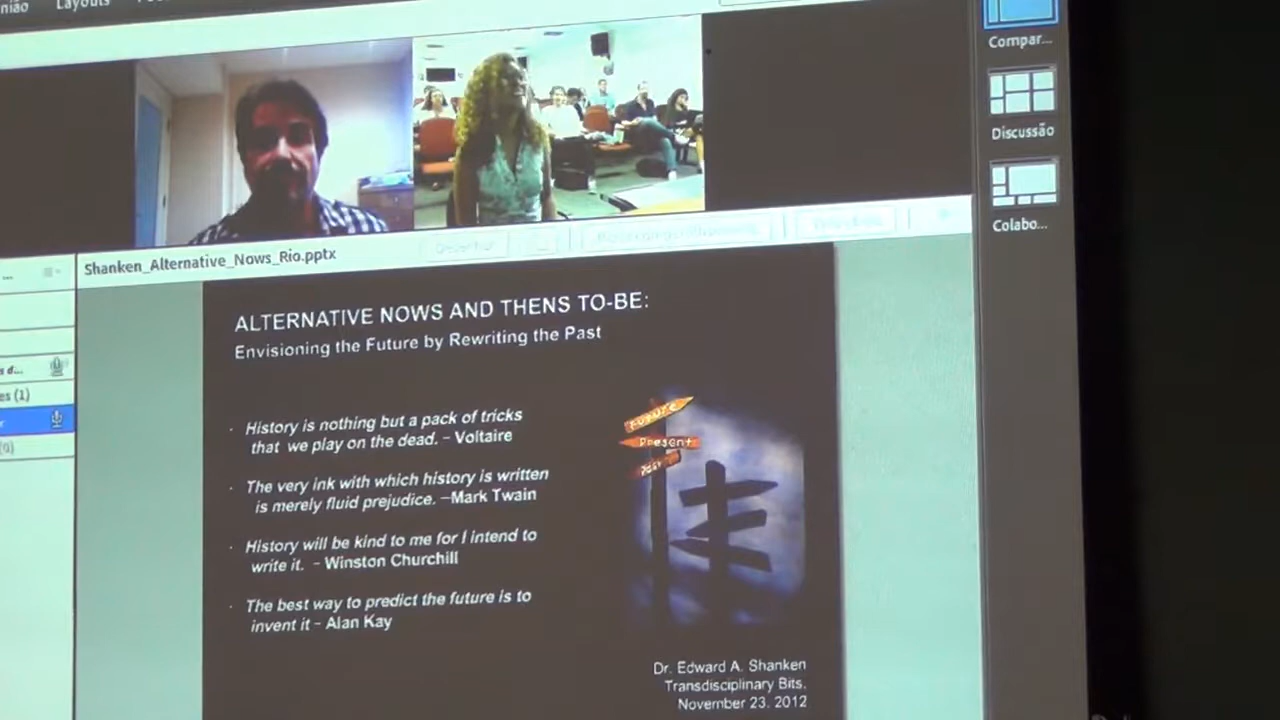 nião
Layouts
Compar...
Discussão
Colabo...
Shanken_Alternative_Nows_Rio.pptx
s d...
es (1)
(0)
ALTERNATIVE NOWS AND THENS TO-BE:
Envisioning the Future by Rewriting the Past
· History is nothing but a pack of tricks
that we play on the dead. – Voltaire
· The very ink with which history is written
is merely fluid prejudice. –Mark Twain
· History will be kind to me for I intend to
write it. – Winston Churchill
· The best way to predict the future is to
invent it – Alan Kay
Future
Present
Past
Dr. Edward A. Shanken
Transdisciplinary Bits.
November 23, 2012